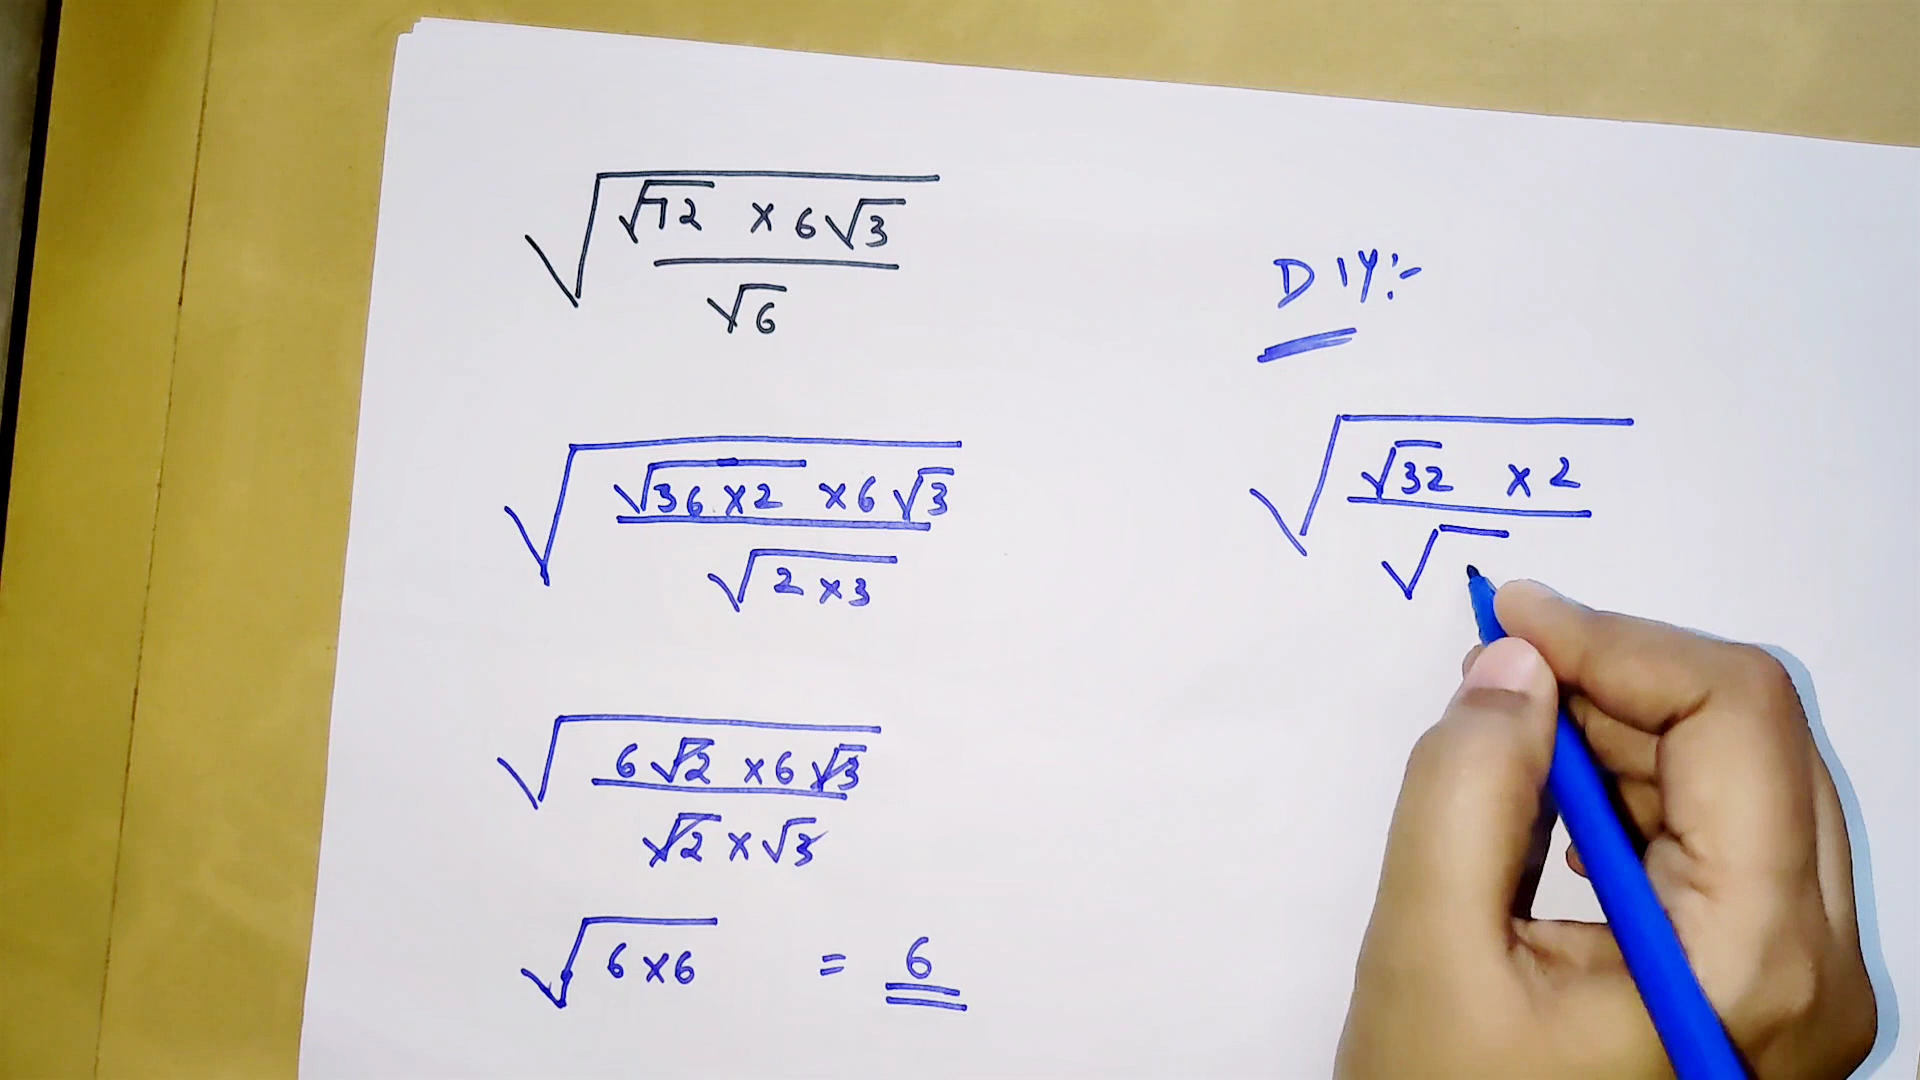 √(√72 × 6√3 / √6)
√(√(36 × 2) × 6√3 / √(2 × 3))
√(6√2 × 6√3 / √2 × √3)
√(6 × 6) = 6
DIY:-
√(√32 × 2 / √)